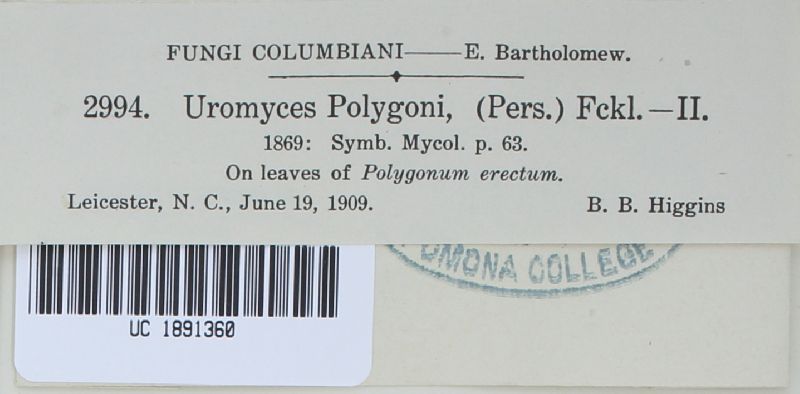 FUNGI COLUMBIANI——E. Bartholomew.
2994. Uromyces Polygoni, (Pers.) Fckl.—II.
1869: Symb. Mycol. p. 63.
On leaves of Polygonum erectum.
Leicester, N. C., June 19, 1909. B. B. Higgins
POMONA COLLEGE
UC 1891360